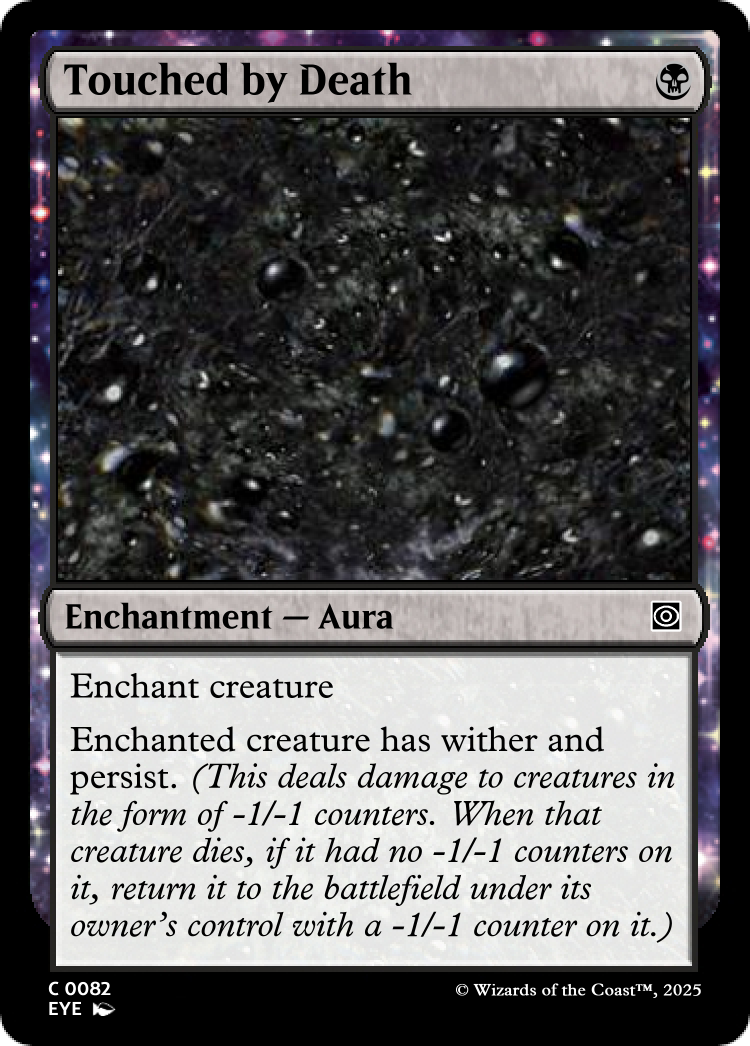 Touched by Death
Enchantment — Aura
Enchant creature
Enchanted creature has wither and
persist. (This deals damage to creatures in
the form of -1/-1 counters. When that
creature dies, if it had no -1/-1 counters on
it, return it to the battlefield under its
owner's control with a -1/-1 counter on it.)
C 0082
EYE
© Wizards of the Coast™, 2025